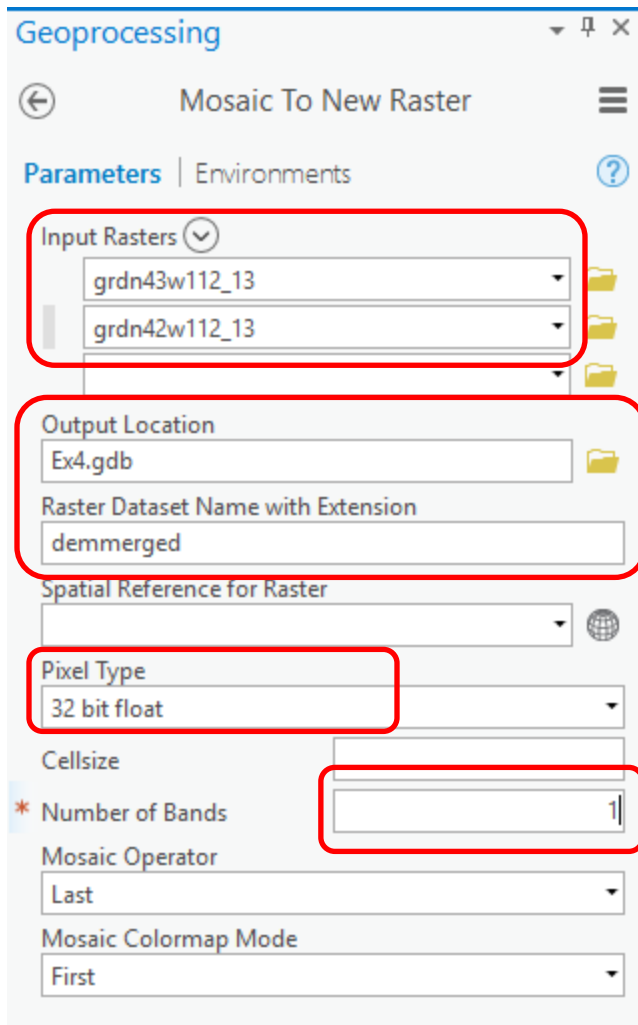 Geoprocessing
Mosaic To New Raster
Parameters | Environments
?
Input Rasters
grdn43w112_13
grdn42w112_13
Output Location
Ex4.gdb
Raster Dataset Name with Extension
demmerged
Spatial Reference for Raster
Pixel Type
32 bit float
Cellsize
* Number of Bands 1
Mosaic Operator
Last
Mosaic Colormap Mode
First